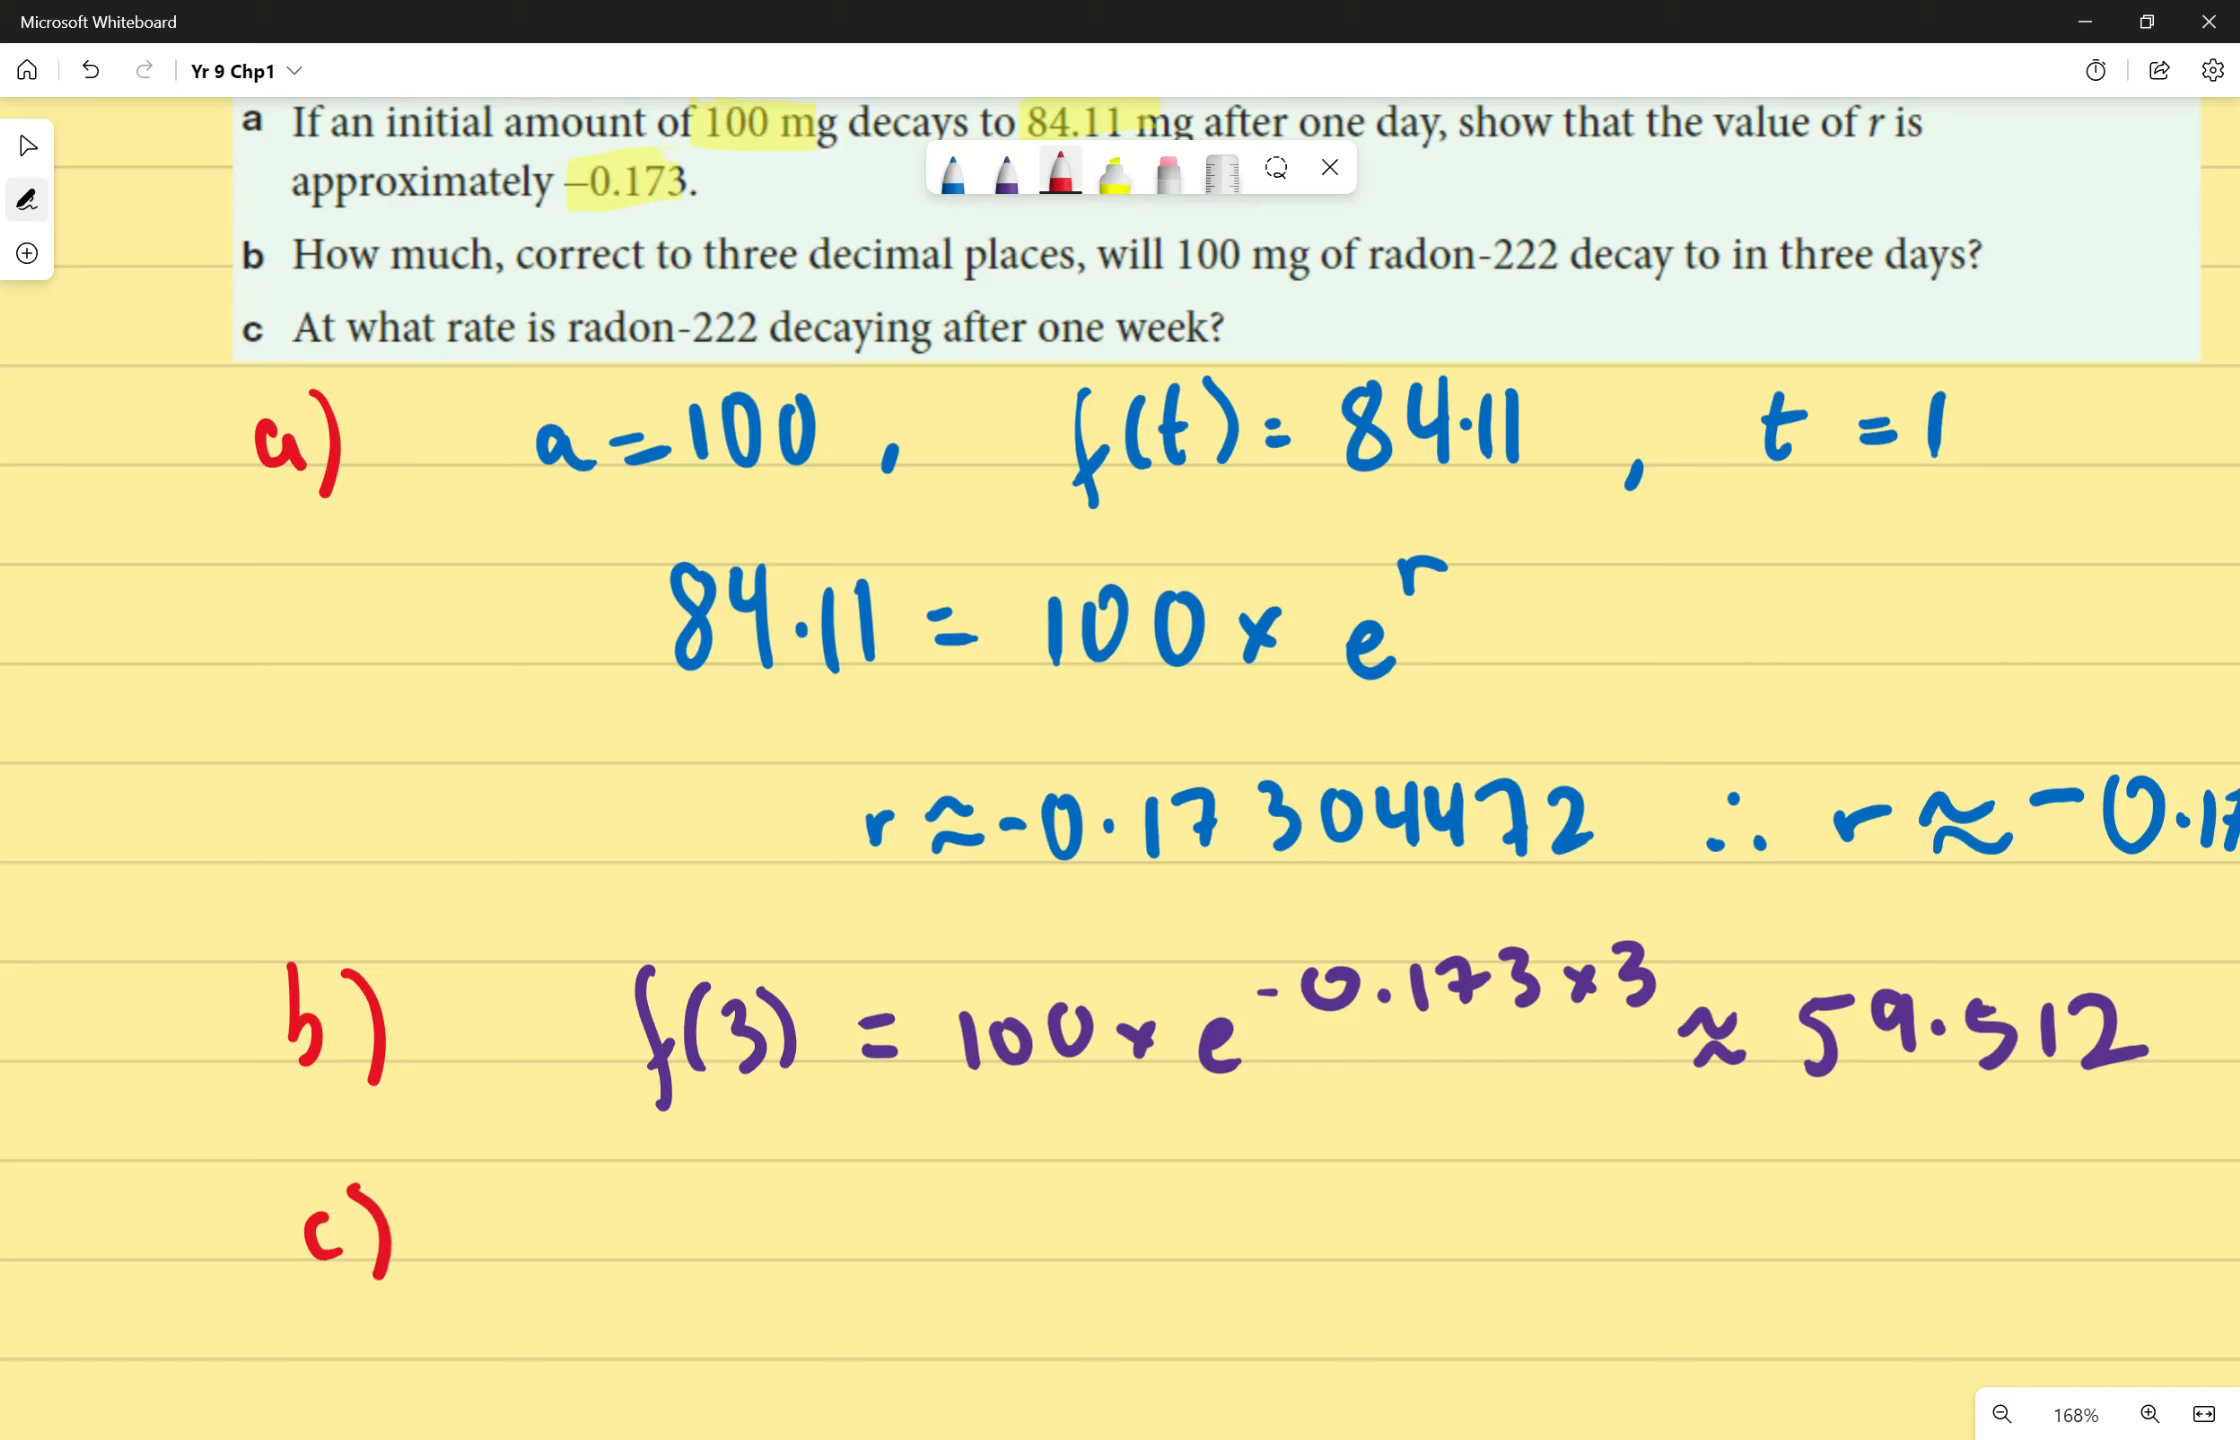 Microsoft Whiteboard
Yr 9 Chp1
a If an initial amount of 100 mg decays to 84.11 mg after one day, show that the value of r is
approximately –0.173.
b How much, correct to three decimal places, will 100 mg of radon-222 decay to in three days?
c At what rate is radon-222 decaying after one week?
a) a = 100 , f(t) = 84.11 , t = 1
84.11 = 100 × e^r
r ≈ -0.17304472 ∴ r ≈ -0.17
b) f(3) = 100 × e^-0.173×3 ≈ 59.512
c)
168%